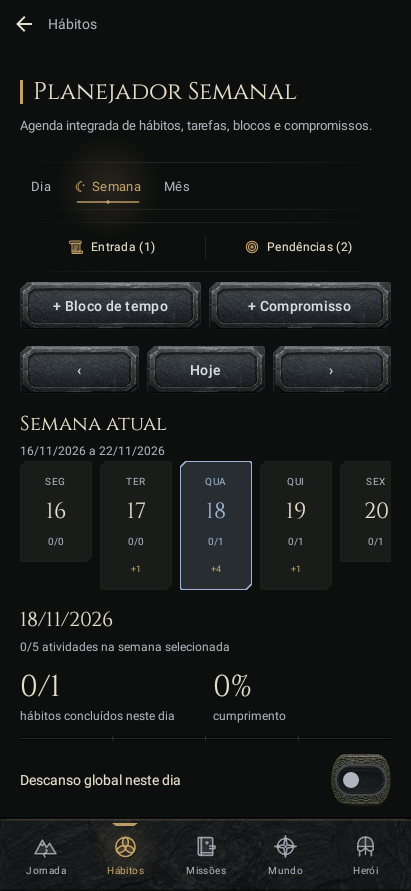 Hábitos
Planejador Semanal
Agenda integrada de hábitos, tarefas, blocos e compromissos.
Dia Semana Mês
Entrada (1) Pendências (2)
+ Bloco de tempo + Compromisso
‹ Hoje ›
Semana atual
16/11/2026 a 22/11/2026
SEG TER QUA QUI SEX
16 17 18 19 20
0/0 0/0 0/1 0/1 0/1
+1 +4 +1
18/11/2026
0/5 atividades na semana selecionada
0/1 0%
hábitos concluídos neste dia cumprimento
Descanso global neste dia
Jornada Hábitos Missões Mundo Herói